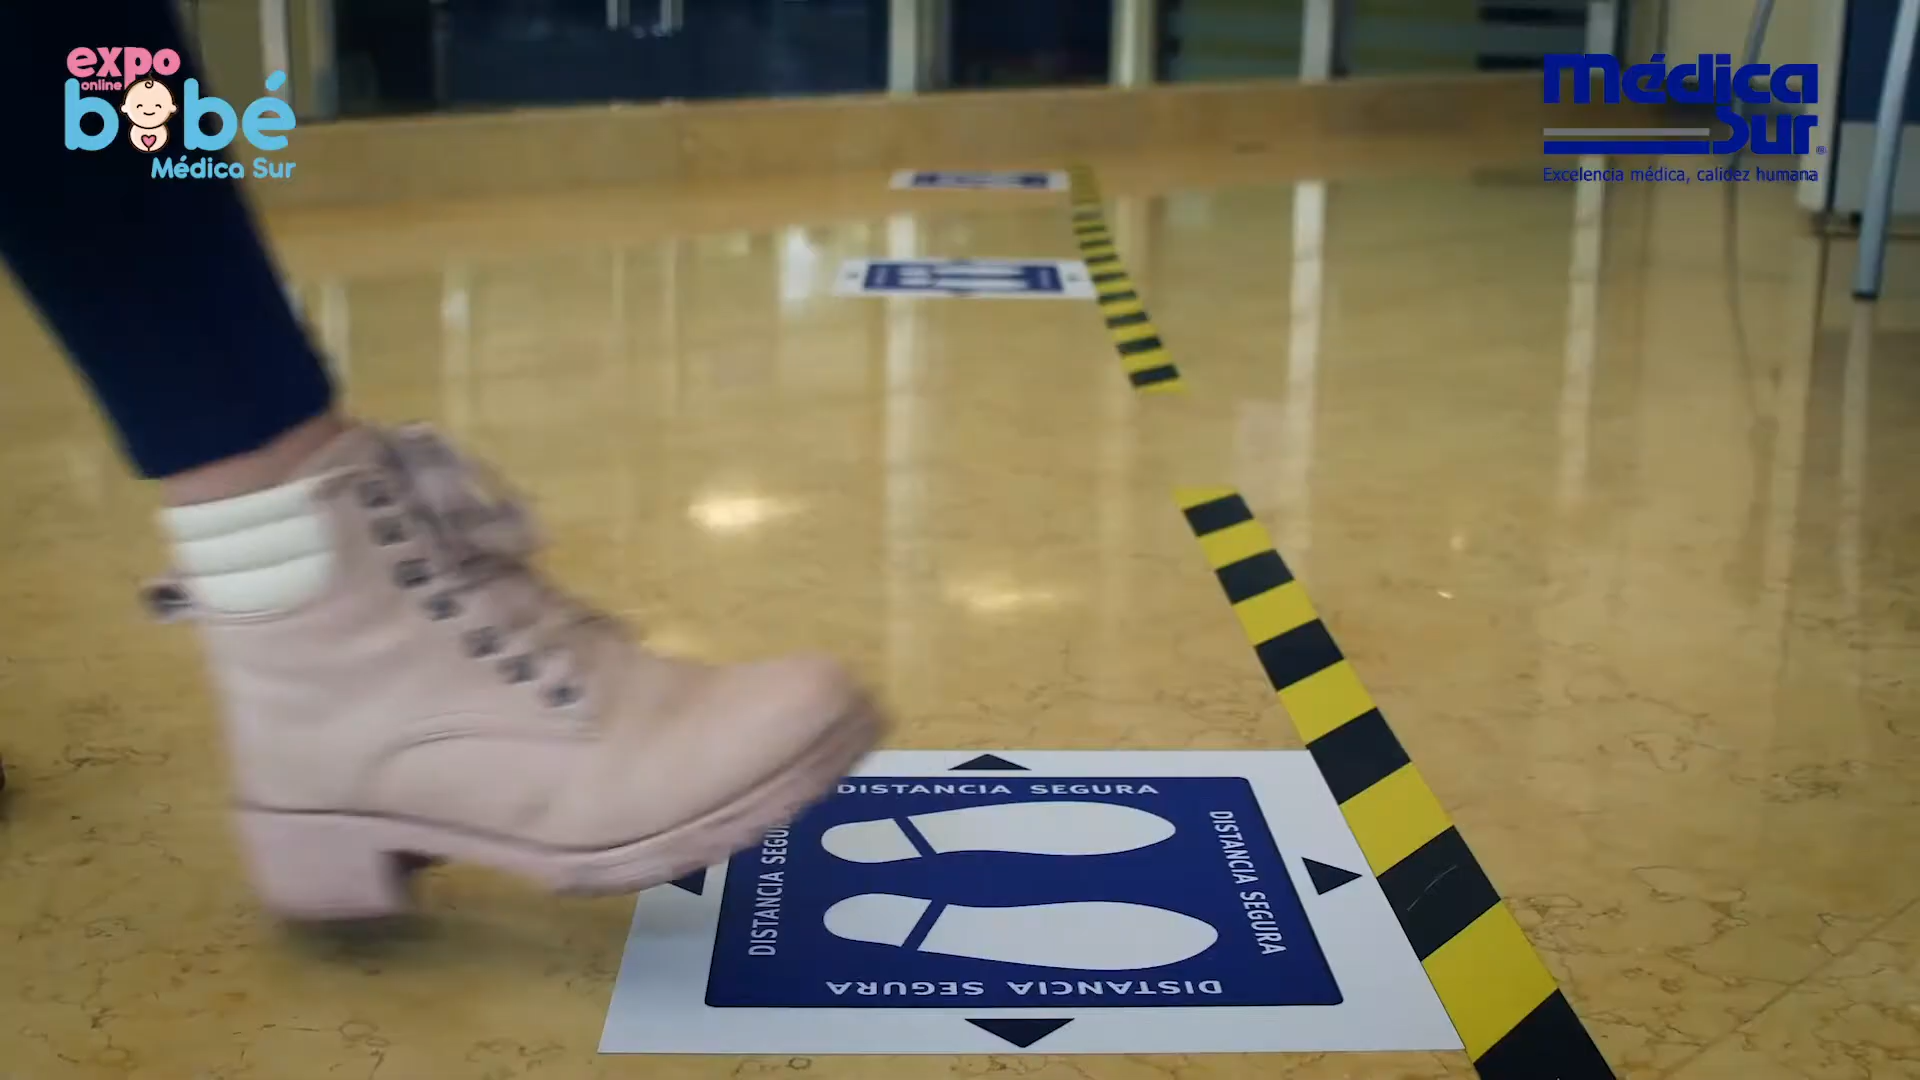 expo
online
bebé
Médica Sur
Médica
Sur
Excelencia médica, calidez humana
DISTANCIA SEGURA
DISTANCIA SEGURA
DISTANCIA SEGURA
DISTANCIA SEGURA